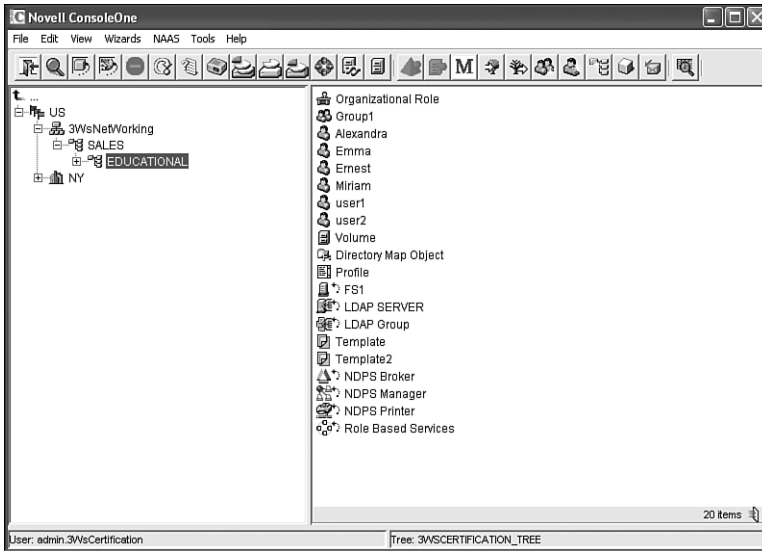 Novell ConsoleOne
File Edit View Wizards NAAS Tools Help
M
...
US
3WsNetWorking
SALES
EDUCATIONAL
NY
Organizational Role
Group1
Alexandra
Emma
Ernest
Miriam
user1
user2
Volume
Directory Map Object
Profile
FS1
LDAP SERVER
LDAP Group
Template
Template2
NDPS Broker
NDPS Manager
NDPS Printer
Role Based Services
20 items
User: admin.3WsCertification
Tree: 3WSCERTIFICATION_TREE